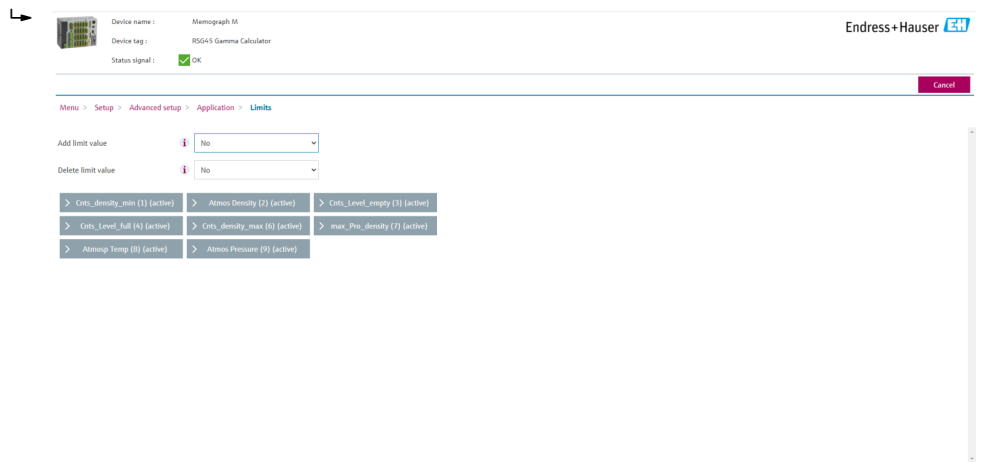 Device name : Memograph M
Endress+Hauser EH
Device tag : RSG45 Gamma Calculator
Status signal : OK
Cancel
Menu > Setup > Advanced setup > Application > Limits
Add limit value i No
Delete limit value i No
> Cnts_density_min (1) (active) > Atmos Density (2) (active) > Cnts_Level_empty (3) (active)
> Cnts_Level_full (4) (active) > Cnts_density_max (6) (active) > max_Pro_density (7) (active)
> Atmosp Temp (8) (active) > Atmos Pressure (9) (active)